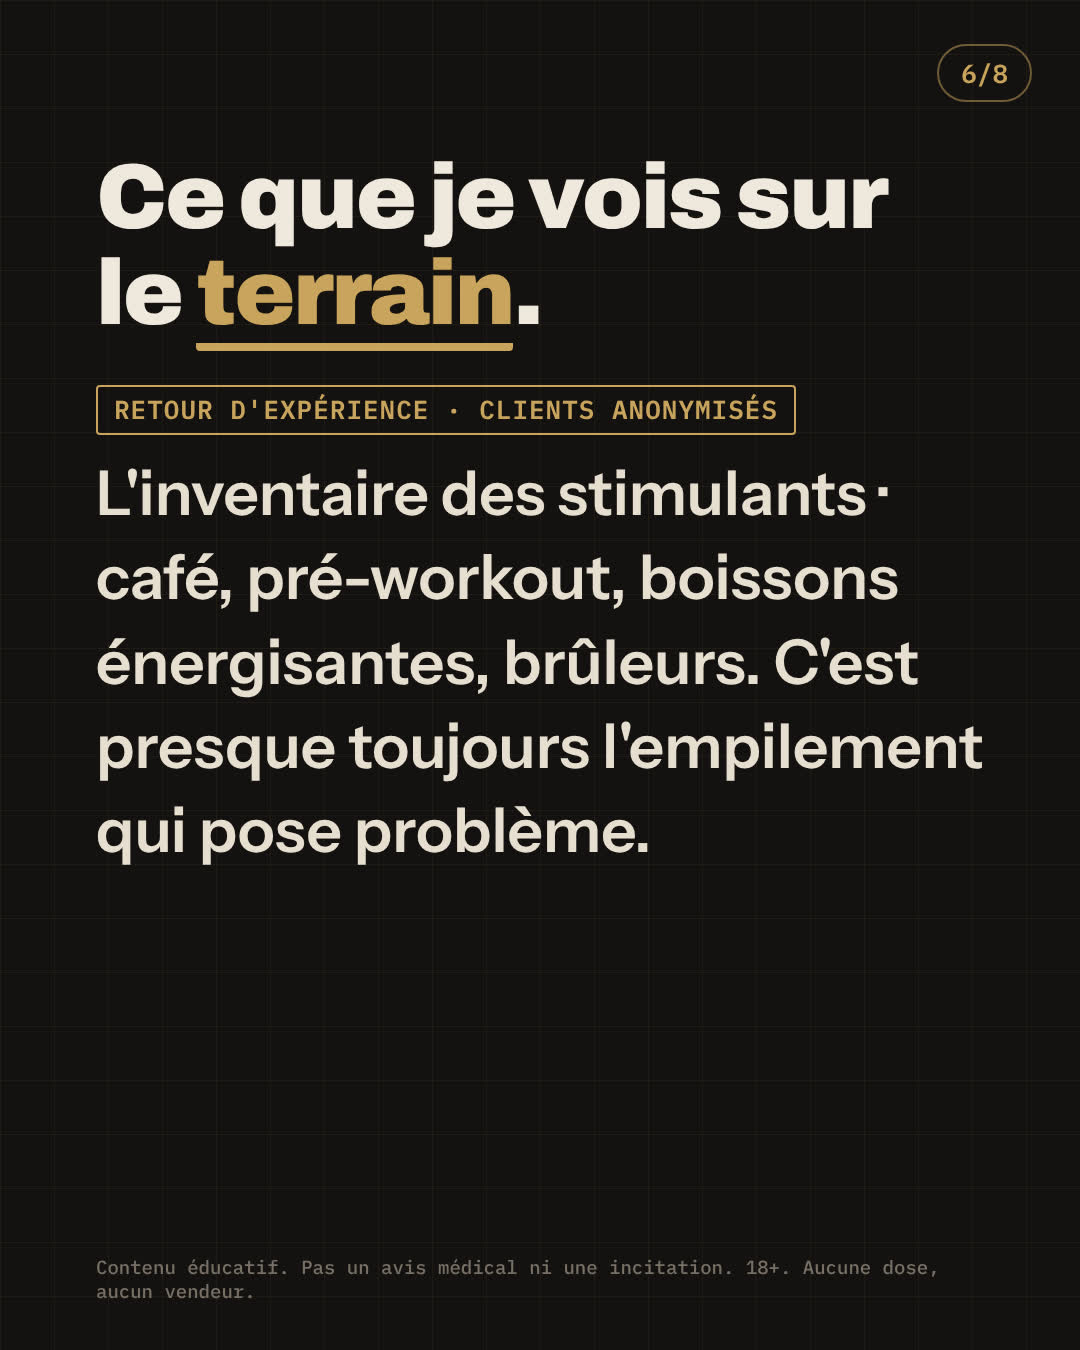 6/8
Ce que je vois sur
le terrain.
RETOUR D'EXPÉRIENCE · CLIENTS ANONYMISÉS
L'inventaire des stimulants ·
café, pré-workout, boissons
énergisantes, brûleurs. C'est
presque toujours l'empilement
qui pose problème.
Contenu éducatif. Pas un avis médical ni une incitation. 18+. Aucune dose,
aucun vendeur.